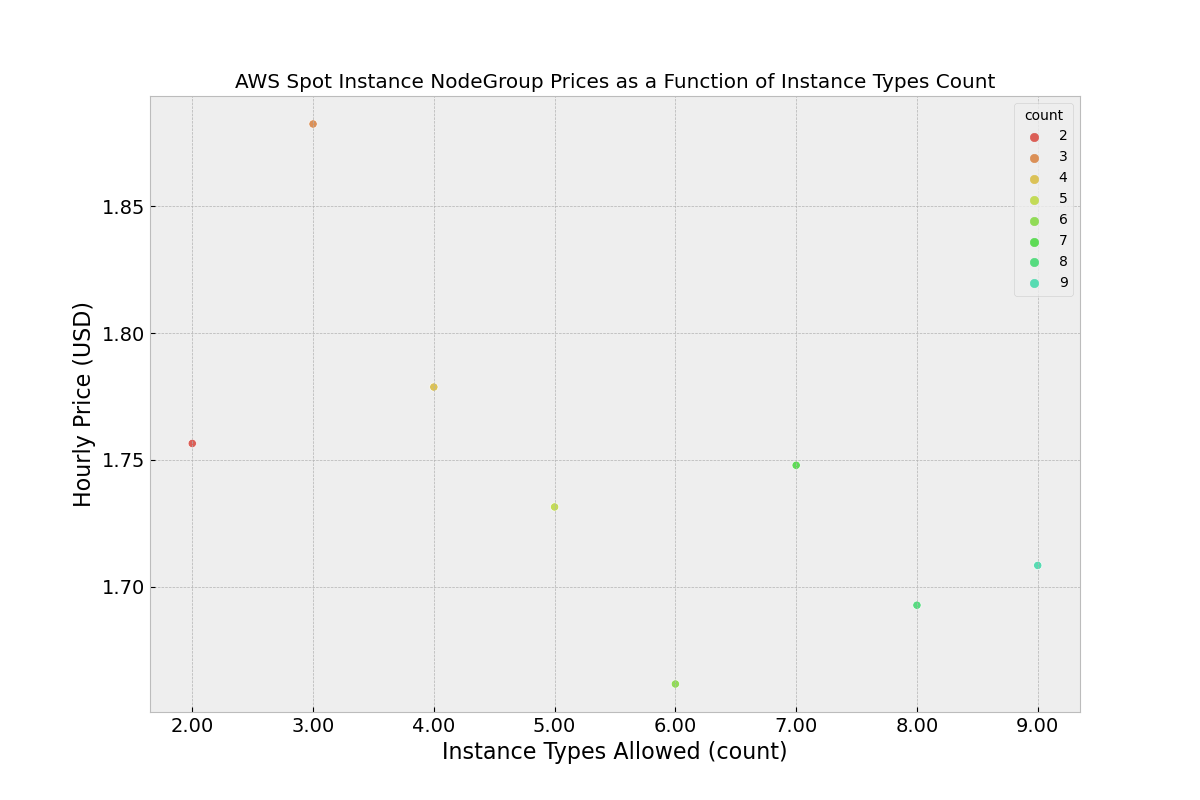 AWS Spot Instance NodeGroup Prices as a Function of Instance Types Count
count
2
3
4
5
6
7
8
9
1.85
1.80
1.75
1.70
Hourly Price (USD)
2.00 3.00 4.00 5.00 6.00 7.00 8.00 9.00
Instance Types Allowed (count)